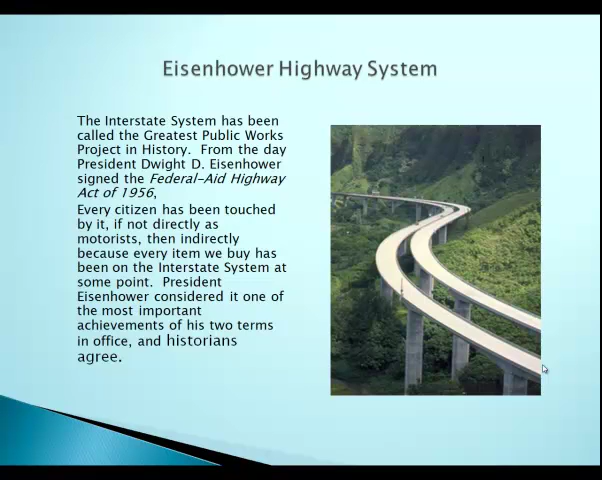 Eisenhower Highway System
The Interstate System has been
called the Greatest Public Works
Project in History.  From the day
President Dwight D. Eisenhower
signed the Federal-Aid Highway
Act of 1956,
Every citizen has been touched
by it, if not directly as
motorists, then indirectly
because every item we buy has
been on the Interstate System at
some point.  President
Eisenhower considered it one of
the most important
achievements of his two terms
in office, and historians
agree.